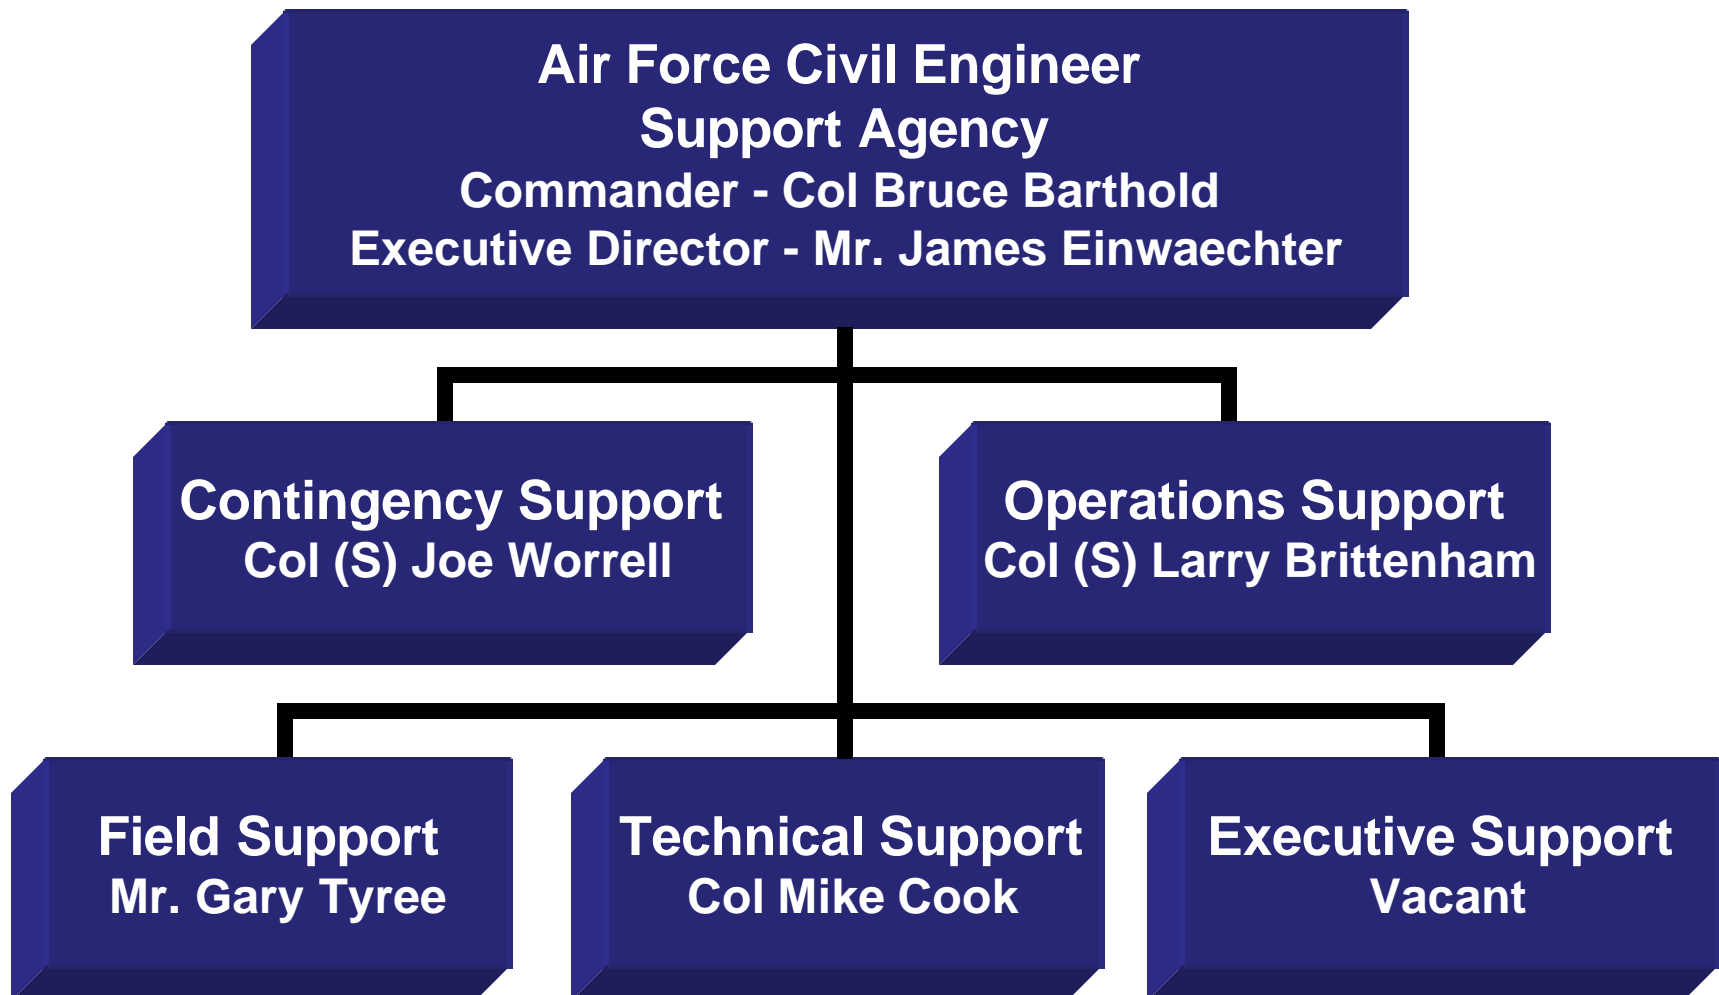 Air Force Civil Engineer
Support Agency
Commander - Col Bruce Barthold
Executive Director - Mr. James Einwaechter
Contingency Support
Col (S) Joe Worrell
Operations Support
Col (S) Larry Brittenham
Field Support
Mr. Gary Tyree
Technical Support
Col Mike Cook
Executive Support
Vacant